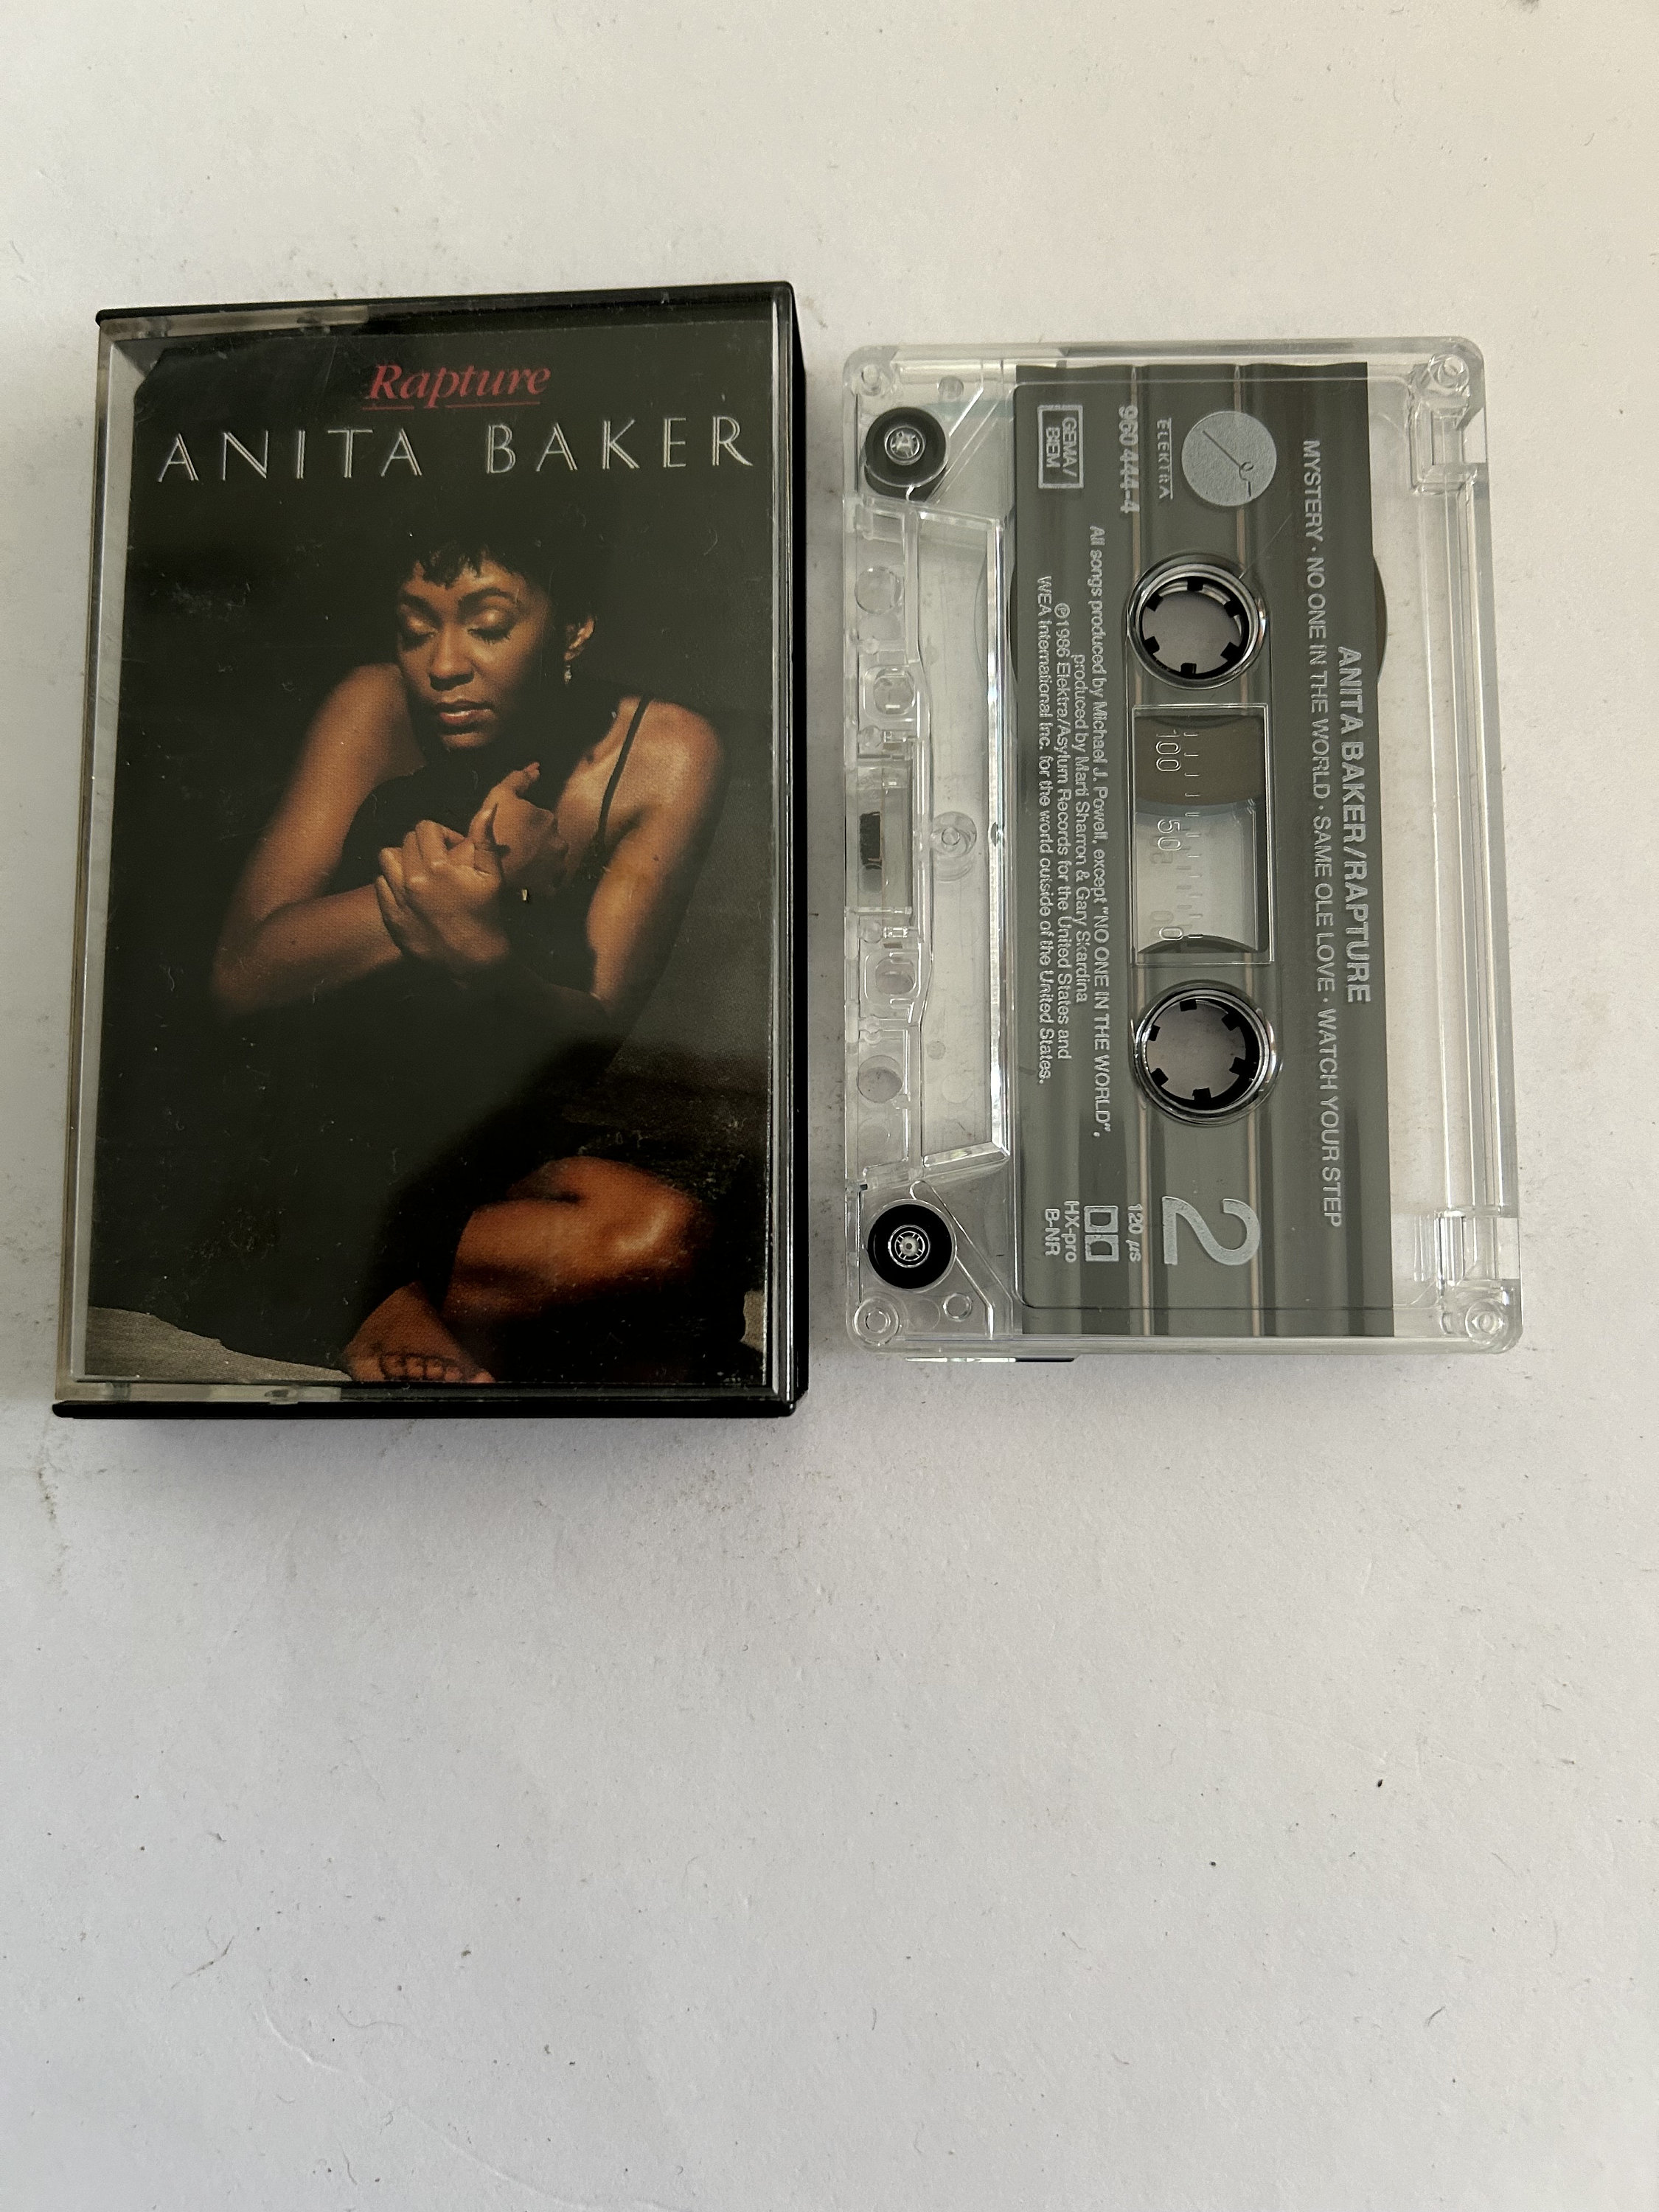 Rapture
ANITA BAKER
ANITA BAKER/RAPTURE
MYSTERY · NO ONE IN THE WORLD · SAME OLE LOVE · WATCH YOUR STEP
ELEKTRA
960 444-4
GEMA/
BIEM
2
100 50 0
120 µs
HX-pro
B-NR
All songs produced by Michael J. Powell, except "NO ONE IN THE WORLD",
produced by Marti Sharron & Gary Skardina
℗1986 Elektra/Asylum Records for the United States and
WEA International Inc. for the world outside of the United States.